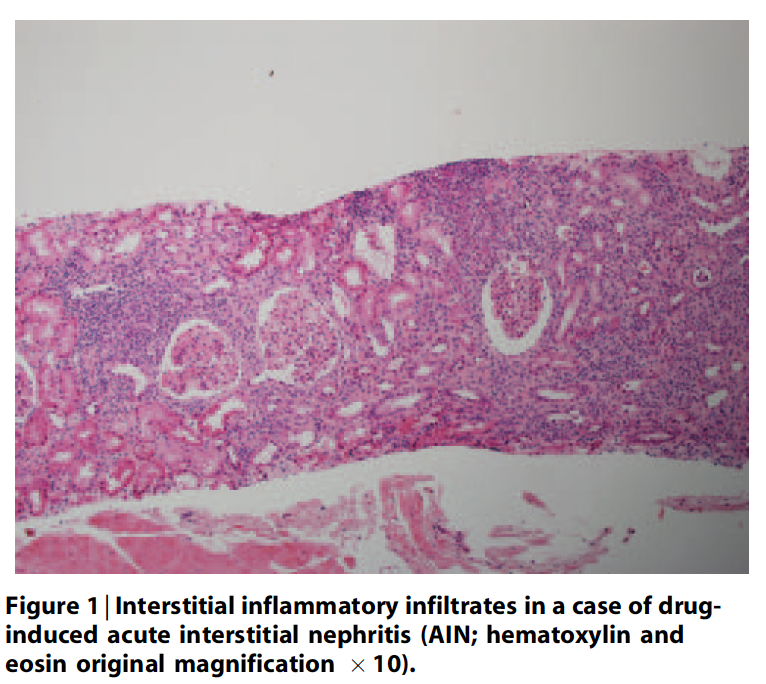 Figure 1 | Interstitial inflammatory infiltrates in a case of drug-
induced acute interstitial nephritis (AIN; hematoxylin and
eosin original magnification × 10).